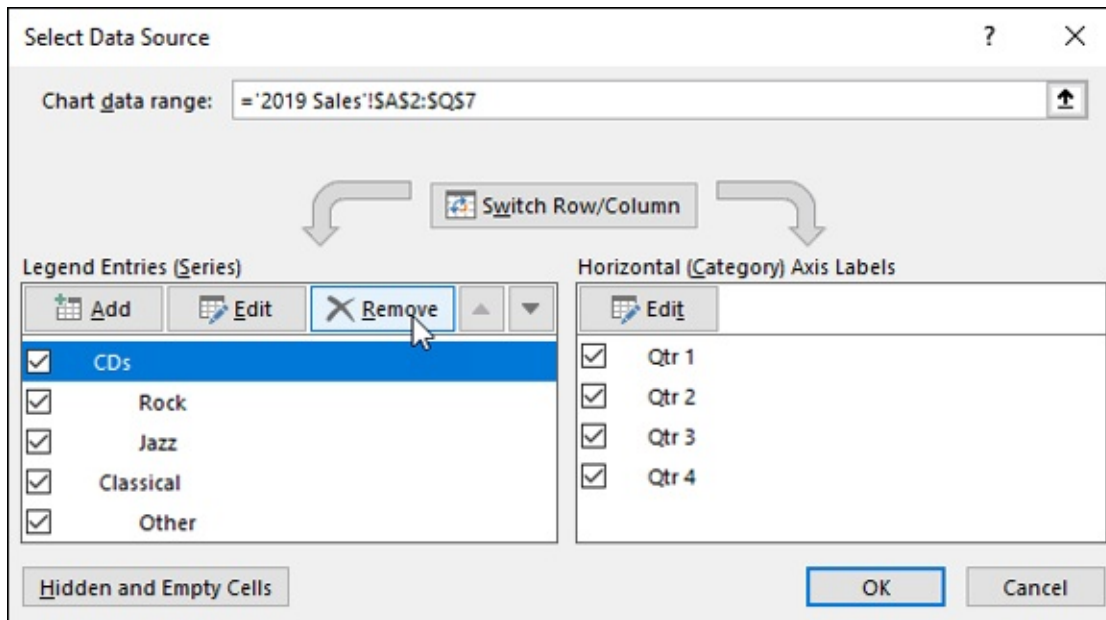 Select Data Source ?
Chart data range: ='2019 Sales'!$A$2:$Q$7
Switch Row/Column
Legend Entries (Series)
Add Edit Remove
CDs
Rock
Jazz
Classical
Other
Horizontal (Category) Axis Labels
Edit
Qtr 1
Qtr 2
Qtr 3
Qtr 4
Hidden and Empty Cells
OK Cancel